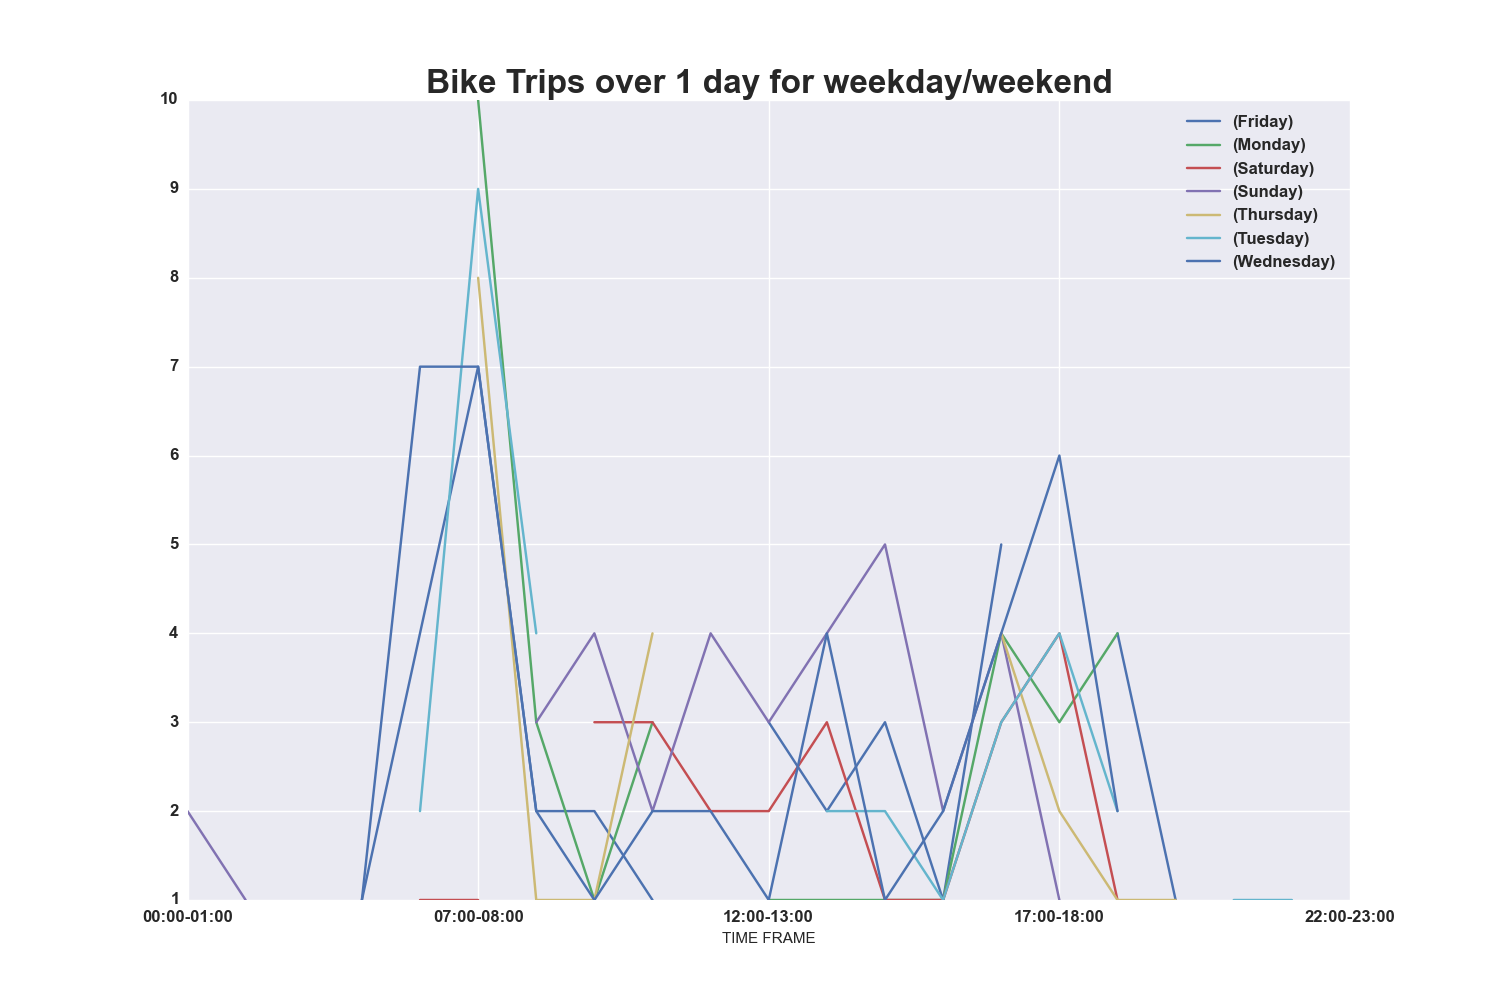 Bike Trips over 1 day for weekday/weekend
10
9
8
7
6
5
4
3
2
1
(Friday)
(Monday)
(Saturday)
(Sunday)
(Thursday)
(Tuesday)
(Wednesday)
00:00-01:00 07:00-08:00 12:00-13:00 17:00-18:00 22:00-23:00
TIME FRAME